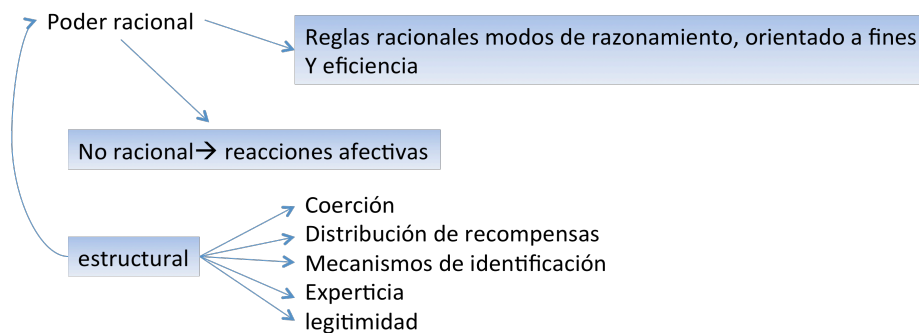 Poder racional
Reglas racionales modos de razonamiento, orientado a fines
Y eficiencia
No racional→ reacciones afectivas
Coerción
Distribución de recompensas
estructural
Mecanismos de identificación
Experticia
legitimidad